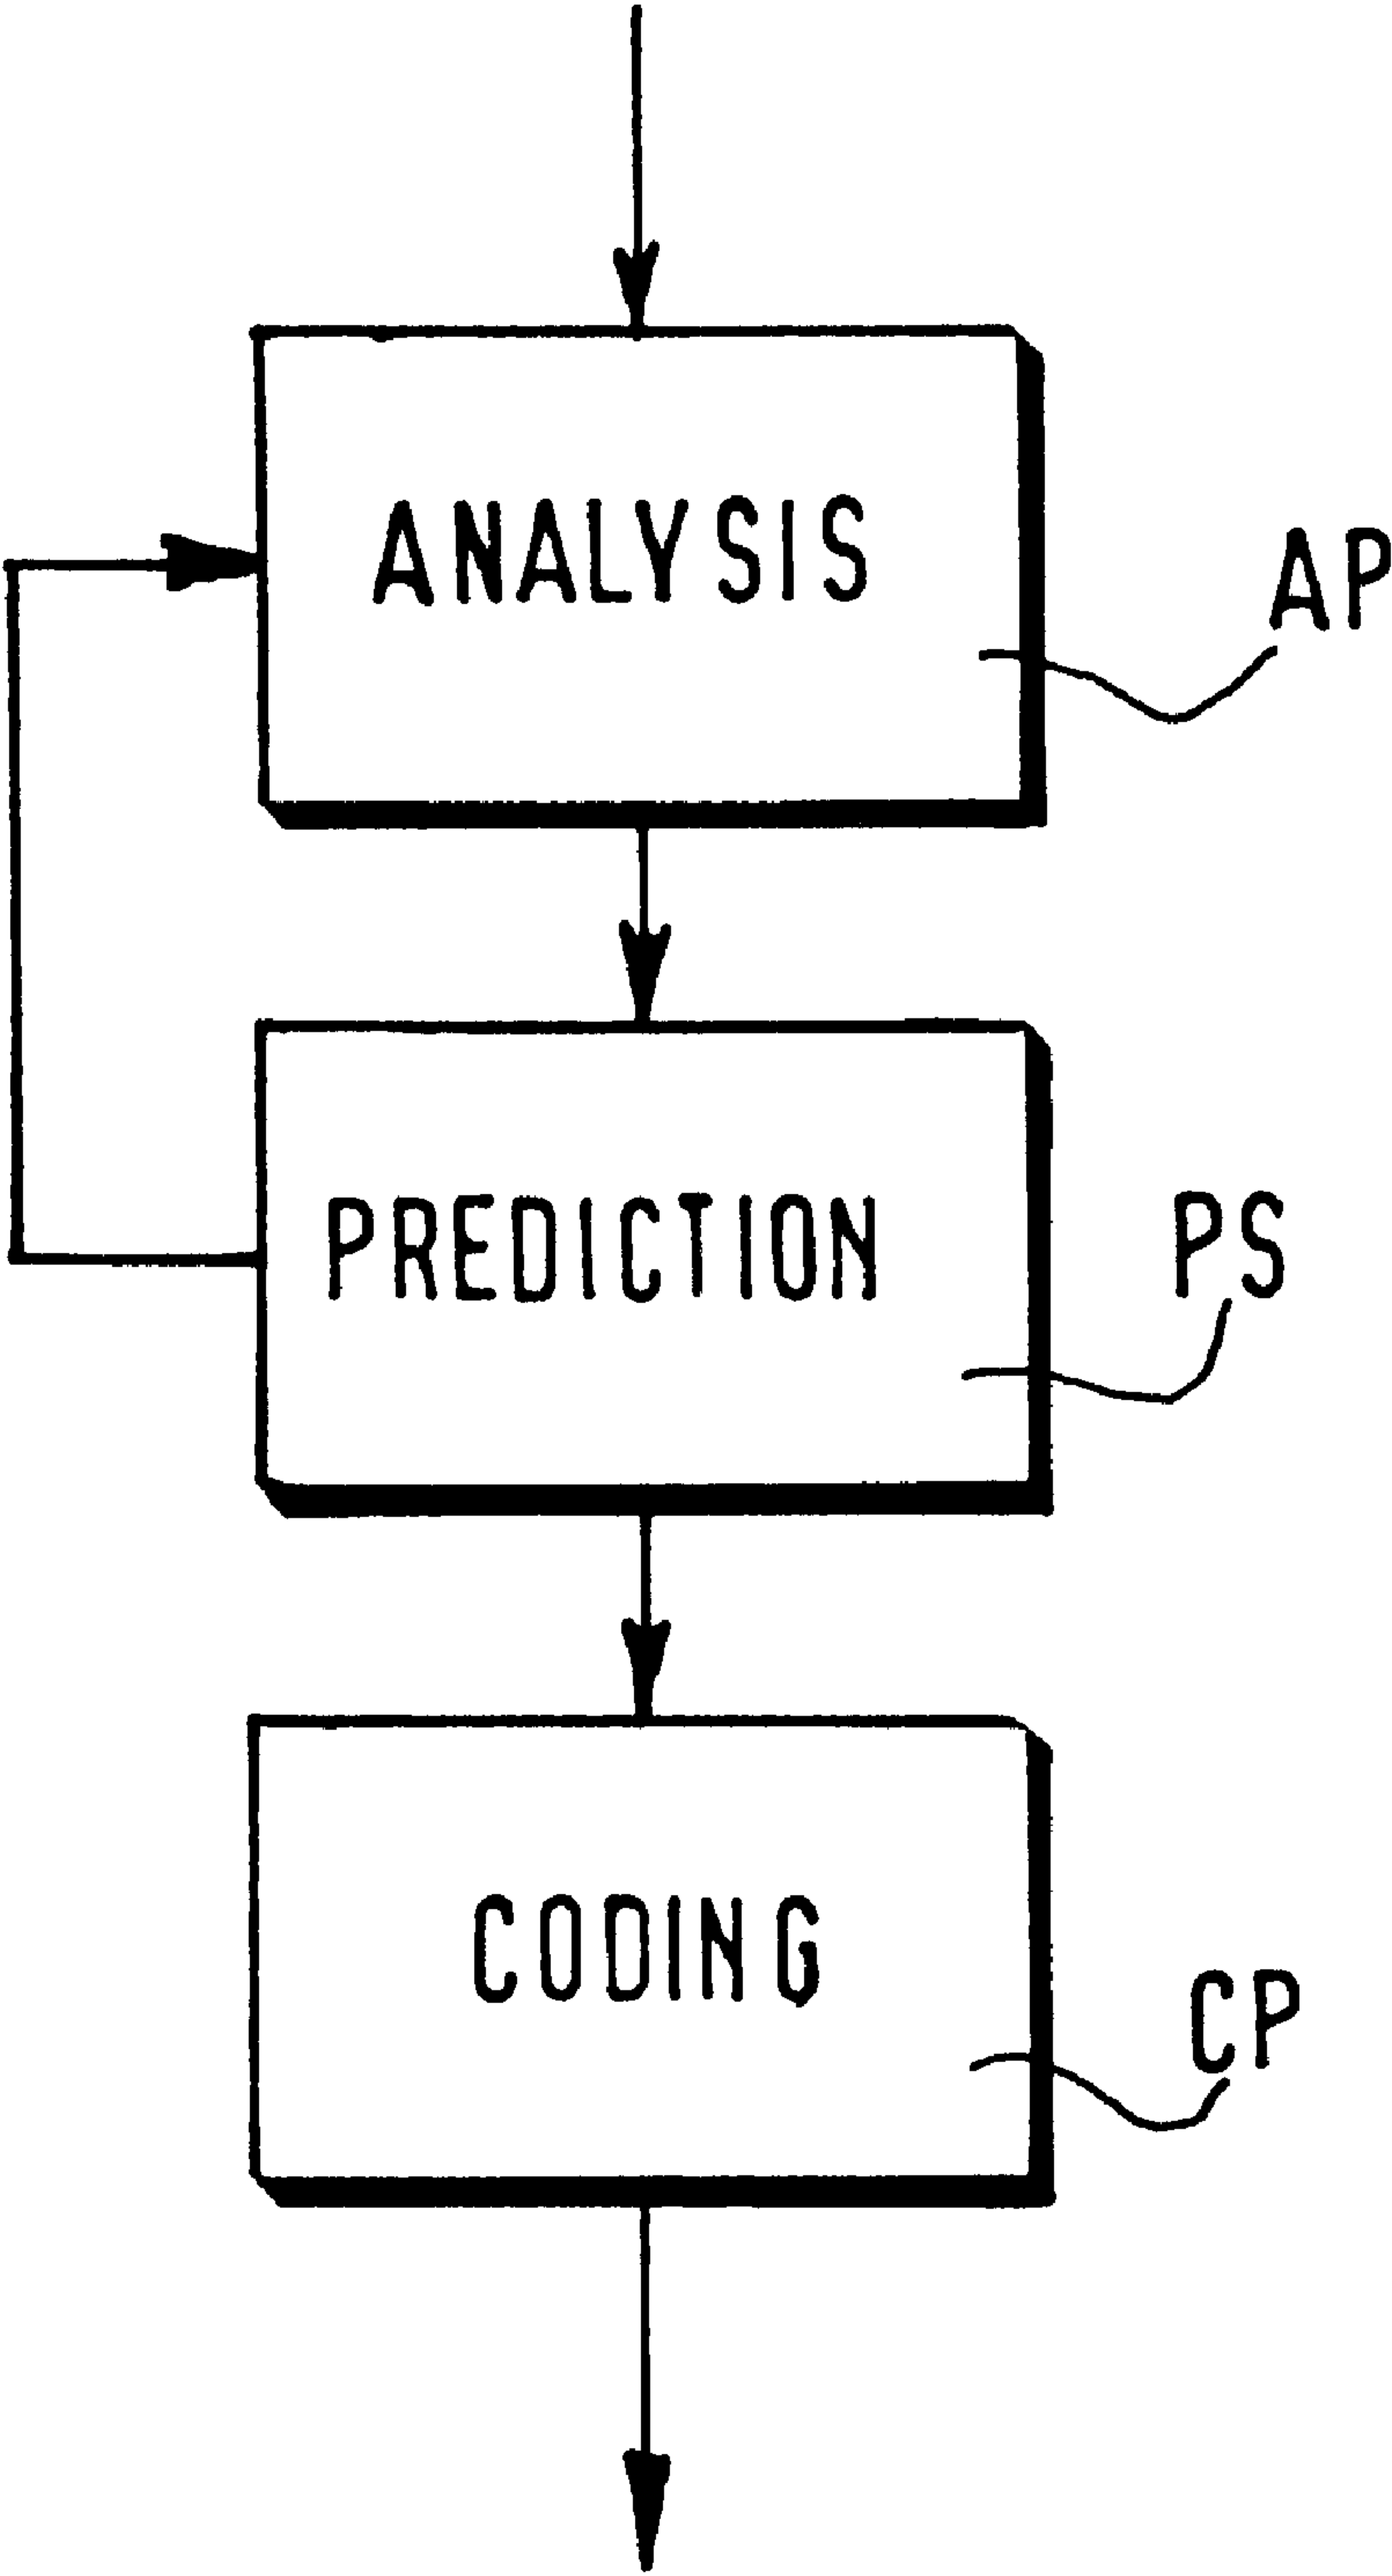 ANALYSIS
AP
PREDICTION
PS
CODING
CP